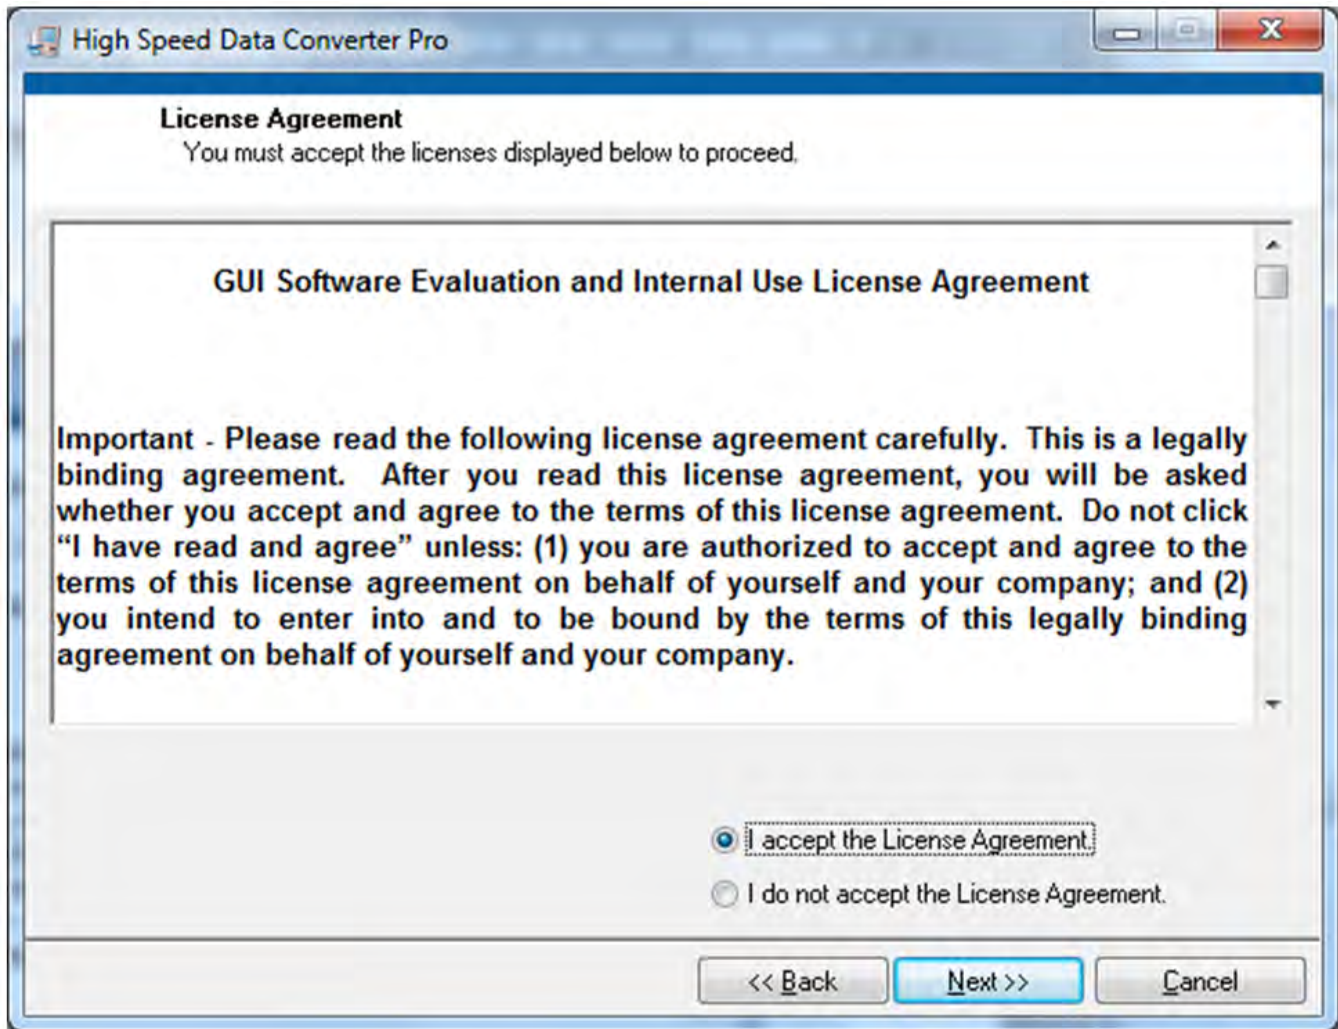 High Speed Data Converter Pro
License Agreement
You must accept the licenses displayed below to proceed.
GUI Software Evaluation and Internal Use License Agreement
Important - Please read the following license agreement carefully. This is a legally
binding agreement. After you read this license agreement, you will be asked
whether you accept and agree to the terms of this license agreement. Do not click
“I have read and agree” unless: (1) you are authorized to accept and agree to the
terms of this license agreement on behalf of yourself and your company; and (2)
you intend to enter into and to be bound by the terms of this legally binding
agreement on behalf of yourself and your company.
I accept the License Agreement.
I do not accept the License Agreement.
<< Back Next >> Cancel